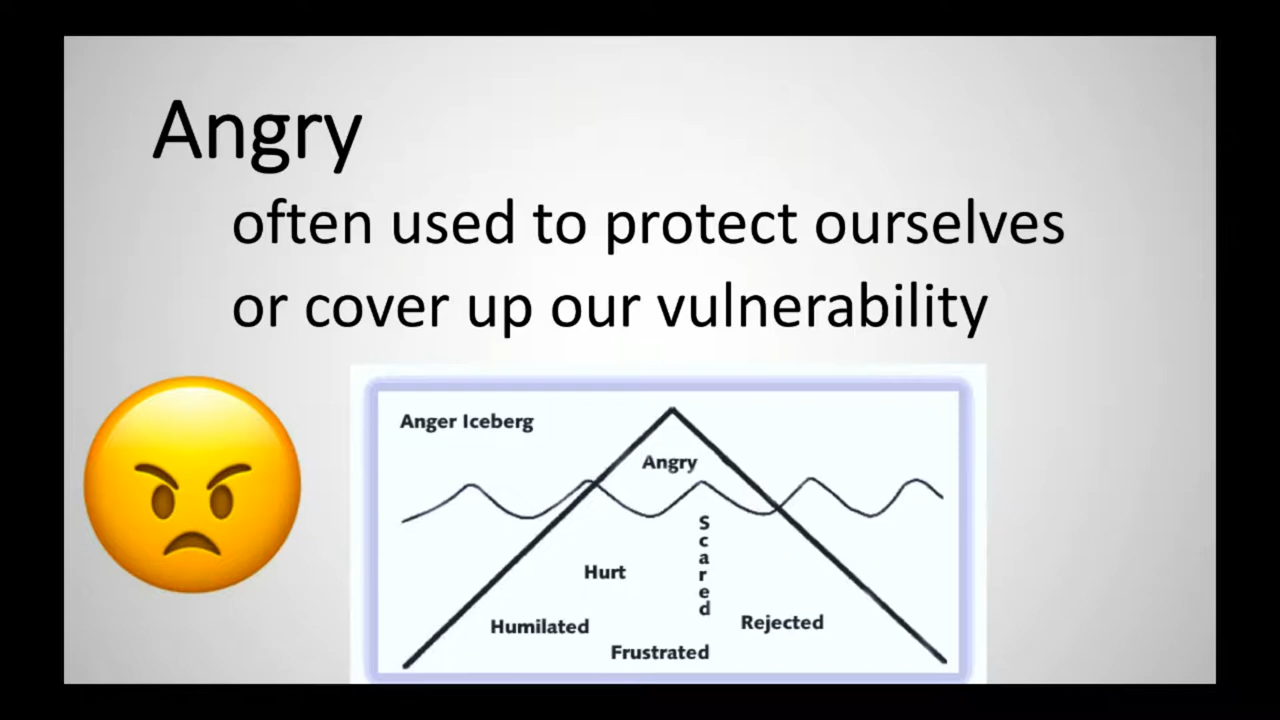 Angry
often used to protect ourselves
or cover up our vulnerability
Anger Iceberg
Angry
Scared
Hurt
Humilated
Rejected
Frustrated